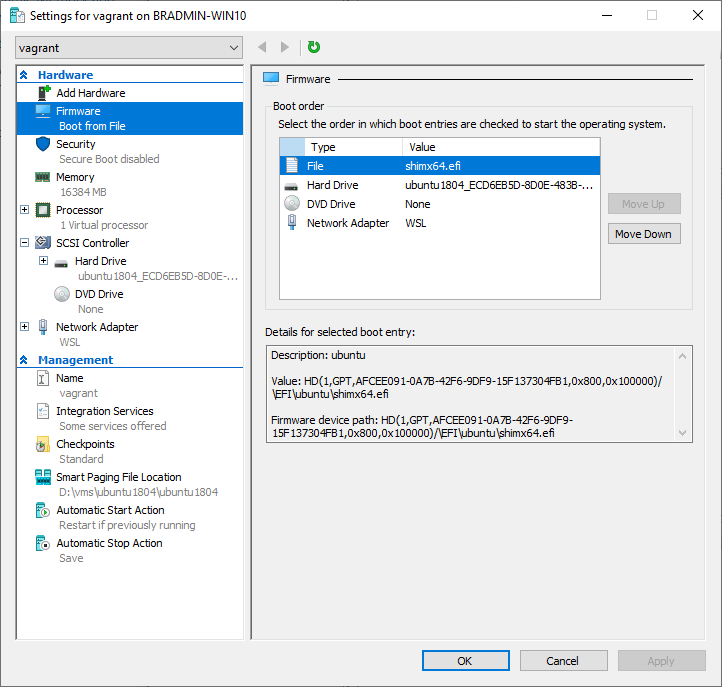 Settings for vagrant on BRADMIN-WIN10
vagrant
Hardware
Add Hardware
Firmware
Boot from File
Security
Secure Boot disabled
Memory
16384 MB
Processor
1 Virtual processor
SCSI Controller
Hard Drive
ubuntu1804_ECD6EB5D-8D0E-...
DVD Drive
None
Network Adapter
WSL
Management
Name
vagrant
Integration Services
Some services offered
Checkpoints
Standard
Smart Paging File Location
D:\vms\ubuntu1804\ubuntu1804
Automatic Start Action
Restart if previously running
Automatic Stop Action
Save
Firmware
Boot order
Select the order in which boot entries are checked to start the operating system.
Type Value
File shimx64.efi
Hard Drive ubuntu1804_ECD6EB5D-8D0E-483B-...
DVD Drive None
Network Adapter WSL
Move Up
Move Down
Details for selected boot entry:
Description: ubuntu
Value: HD(1,GPT,AFCEE091-0A7B-42F6-9DF9-15F137304FB1,0x800,0x100000)/
\EFI\ubuntu\shimx64.efi
Firmware device path: HD(1,GPT,AFCEE091-0A7B-42F6-9DF9-
15F137304FB1,0x800,0x100000)/\EFI\ubuntu\shimx64.efi
OK
Cancel
Apply